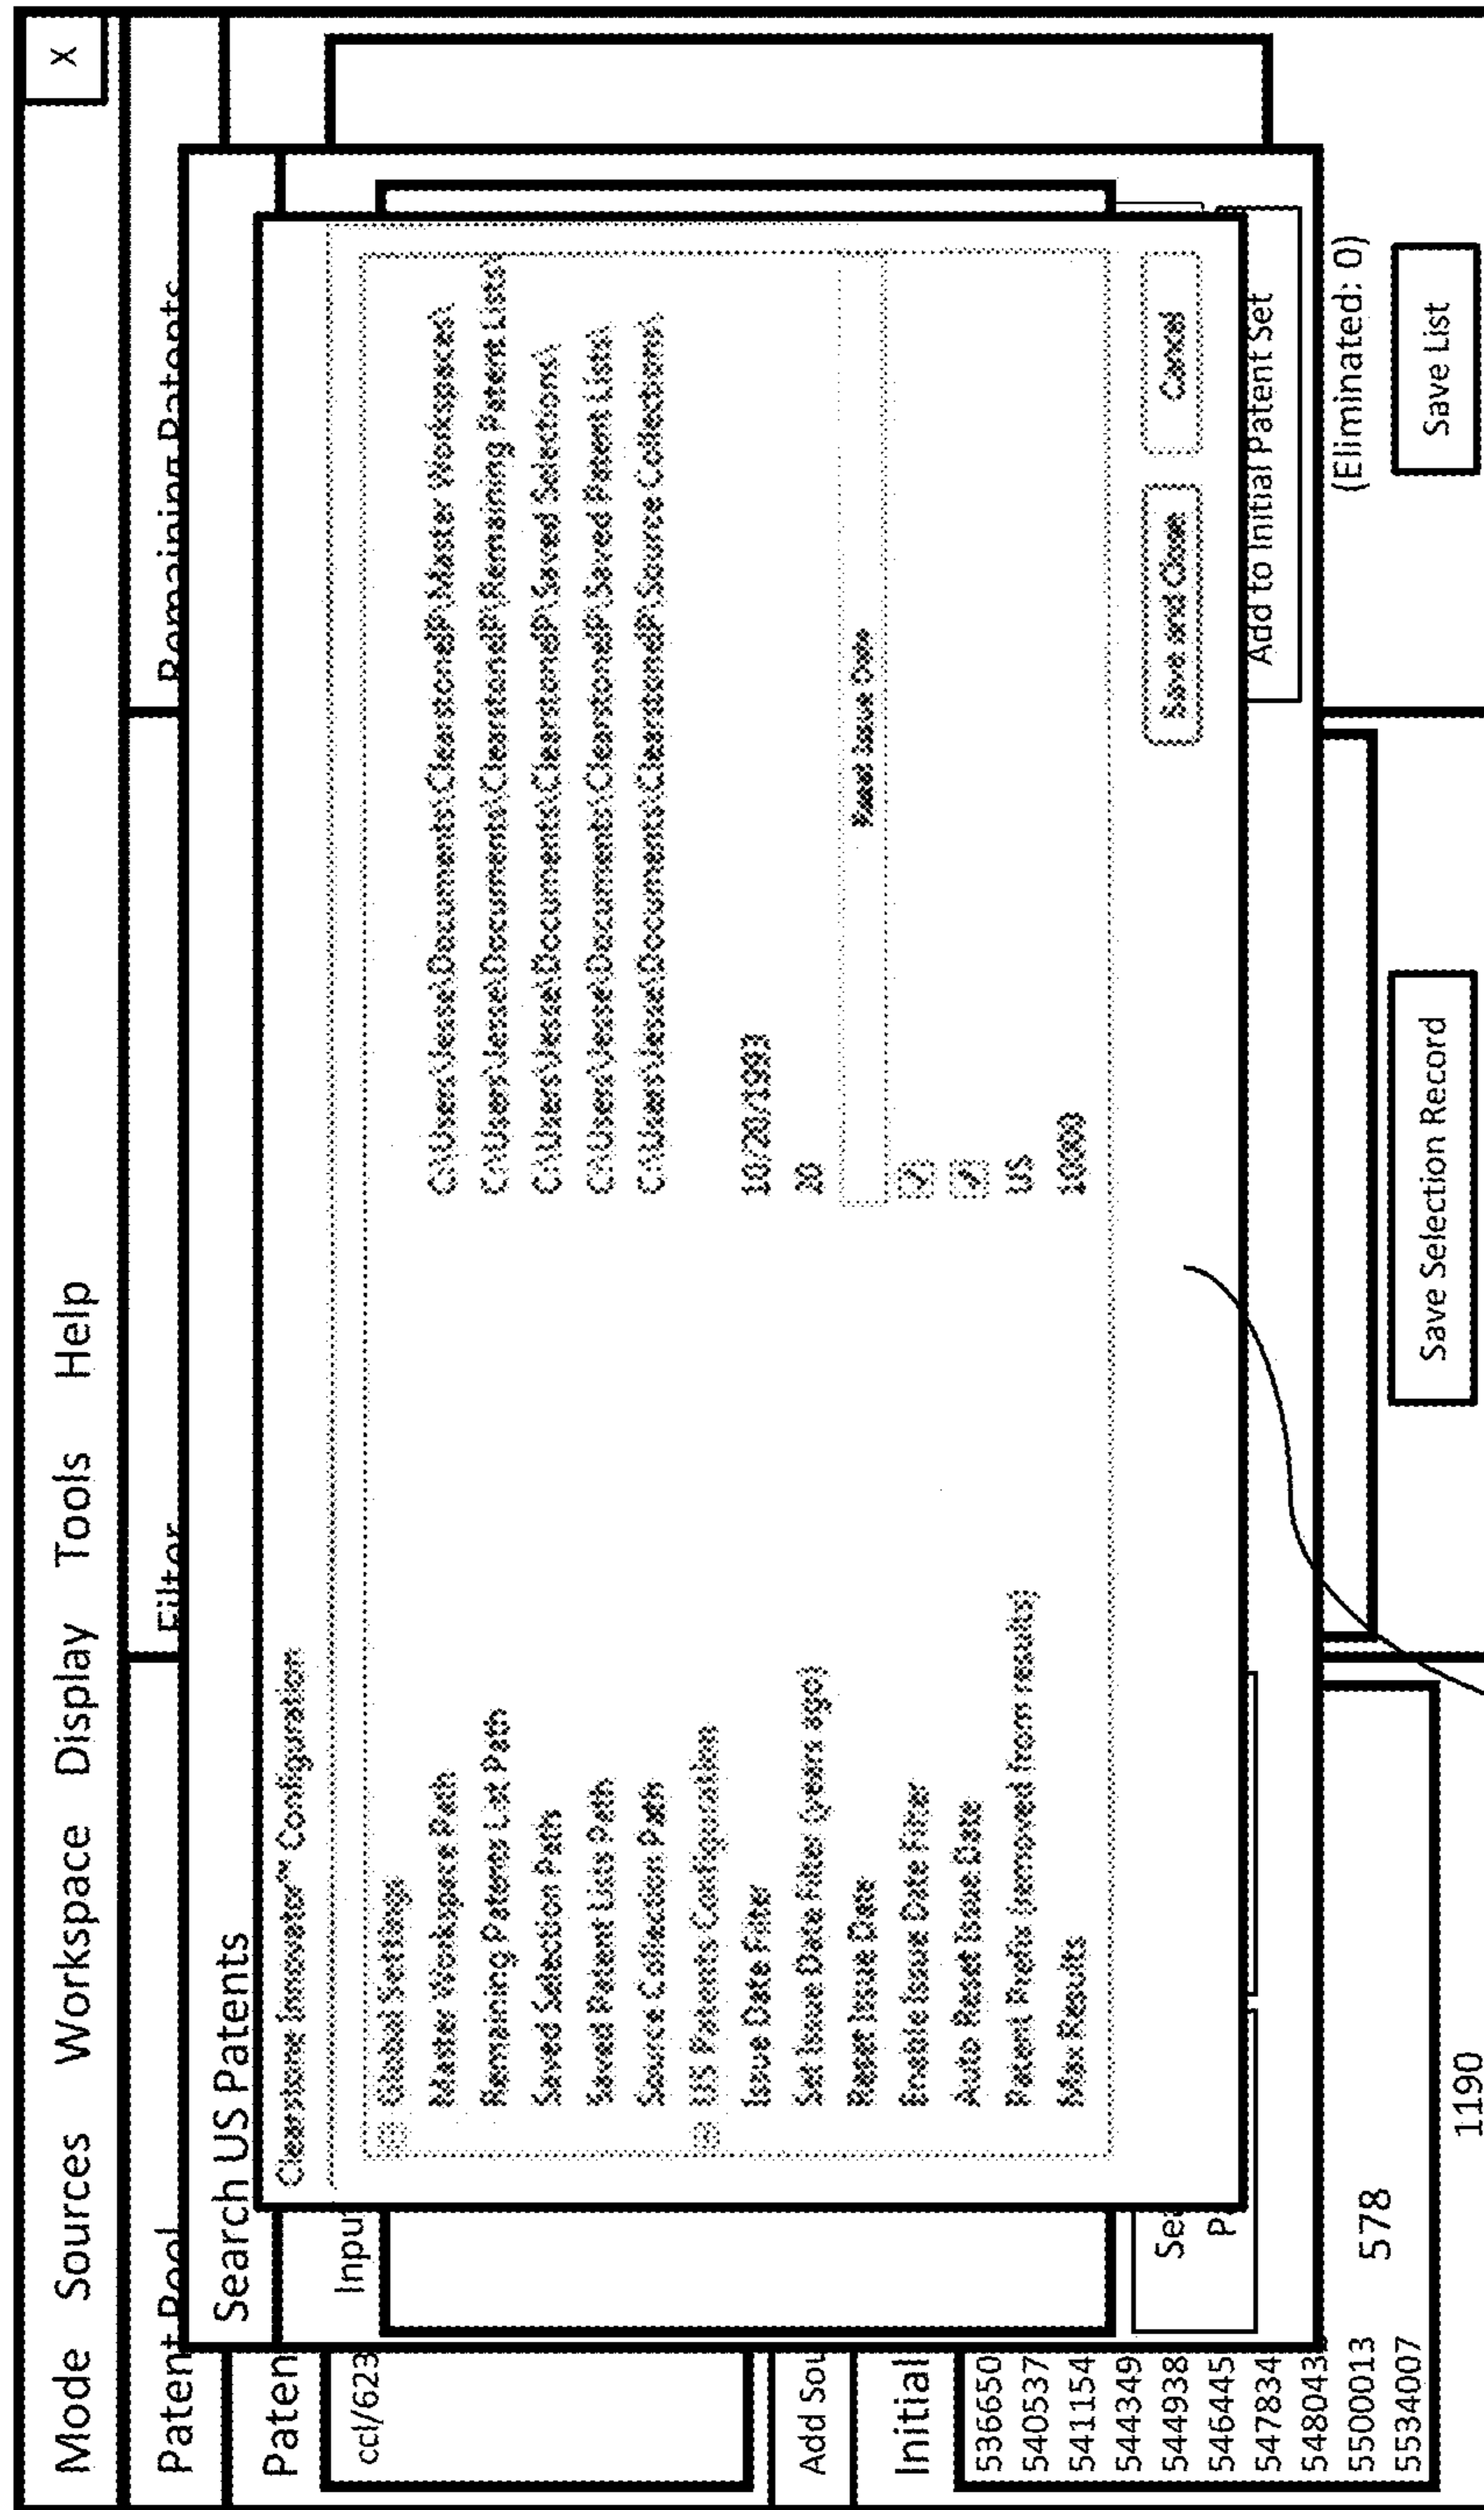 Mode Sources Workspace Display Tools Help X
Patent Pool Filter Remaining Patents
Search US Patents
Paten
Clearstone Innovator™ Configuration
Inpu
ccl/623
Global Settings
Master Workspace Path C:\Users\Jesse\Documents\ClearstoneIP\Master Workspaces\
Remaining Patents List Path C:\Users\Jesse\Documents\ClearstoneIP\Remaining Patent Lists\
Saved Selection Path C:\Users\Jesse\Documents\ClearstoneIP\Saved Selections\
Saved Patent Lists Path C:\Users\Jesse\Documents\ClearstoneIP\Saved Patent Lists\
Source Collection Path C:\Users\Jesse\Documents\ClearstoneIP\Source Collections\
US Patents Configuration
Issue Date Filter 10/20/1993
Set Issue Date Filter (years ago) 20
Reset Issue Date Reset Issue Date
Enable Issue Date Filter ✓
Auto Reset Issue Date ✓
Patent Prefix (removed from results) US
Max Results 10000
Save and Close Cancel
Add Sou
Se
P
Add to Initial Patent Set
Initial
536650
540537
541154
544349
544938
546445
547834
548043
5500013
5534007
578
(Eliminated: 0)
Save Selection Record
Save List
1190